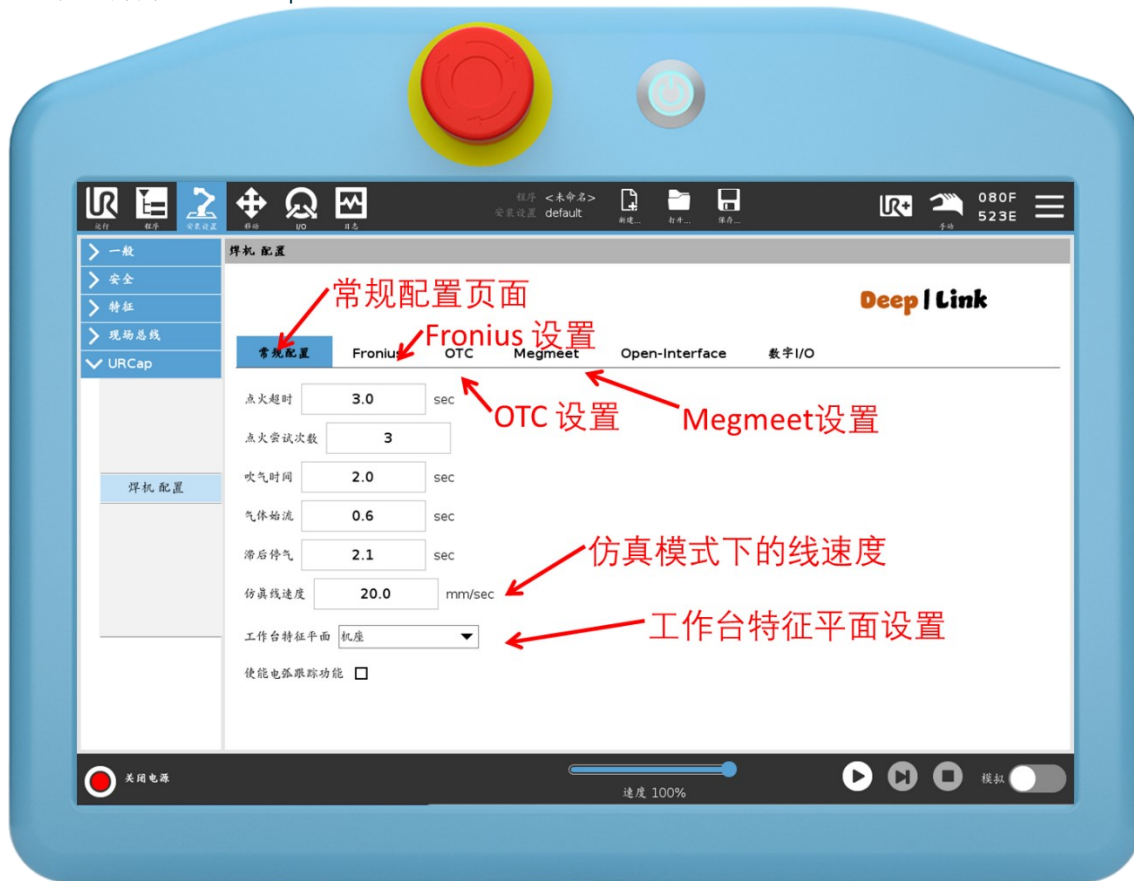 程序 <未命名>
安装设置 default
运行 程序 安装设置 移动 I/O 日志 新建... 打开... 保存...
UR+
手动
080F
523E
一般
安全
特征
现场总线
URCap
焊机 配置
焊机 配置
Deep | Link
常规配置页面
Fronius 设置
常规配置 Fronius OTC Megmeet Open-Interface 数字I/O
OTC 设置
Megmeet设置
点火超时 3.0 sec
点火尝试次数 3
吹气时间 2.0 sec
气体始流 0.6 sec
滞后停气 2.1 sec
仿真模式下的线速度
仿真线速度 20.0 mm/sec
工作台特征平面设置
工作台特征平面 机座
使能电弧跟踪功能
关闭电源
速度 100%
模拟